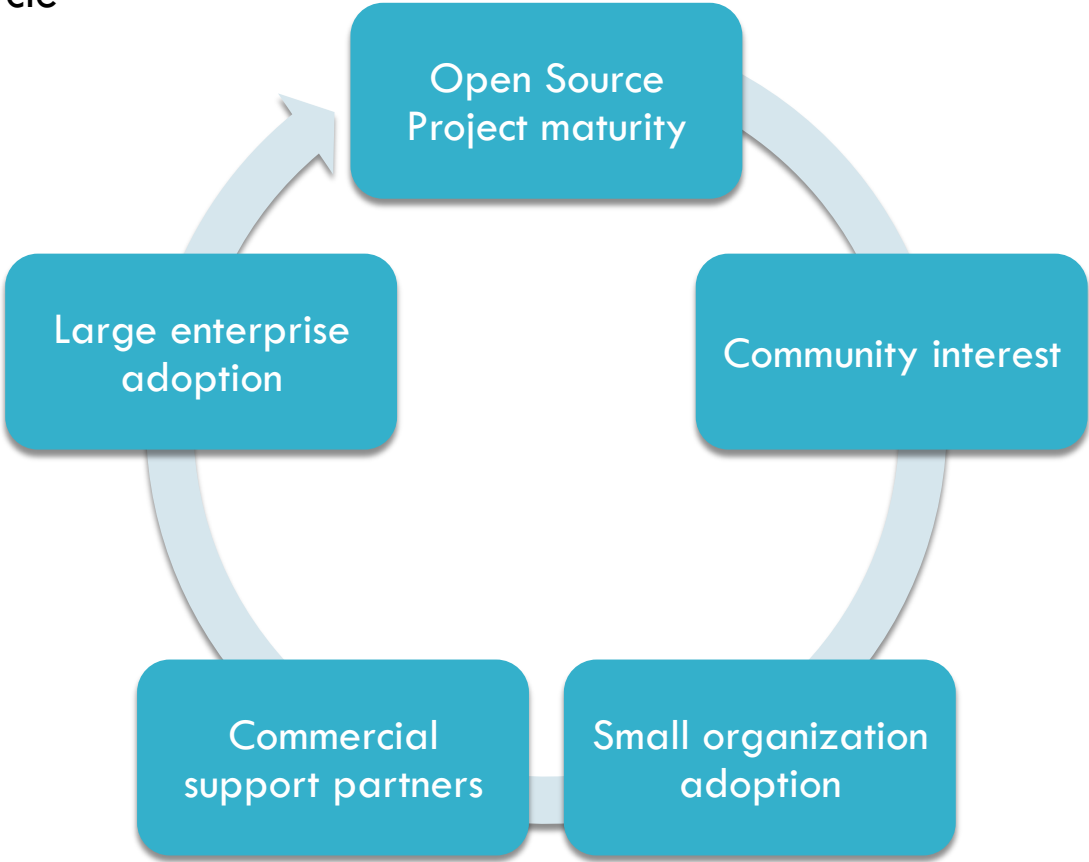 Open Source
Project maturity
Community interest
Small organization
adoption
Commercial
support partners
Large enterprise
adoption